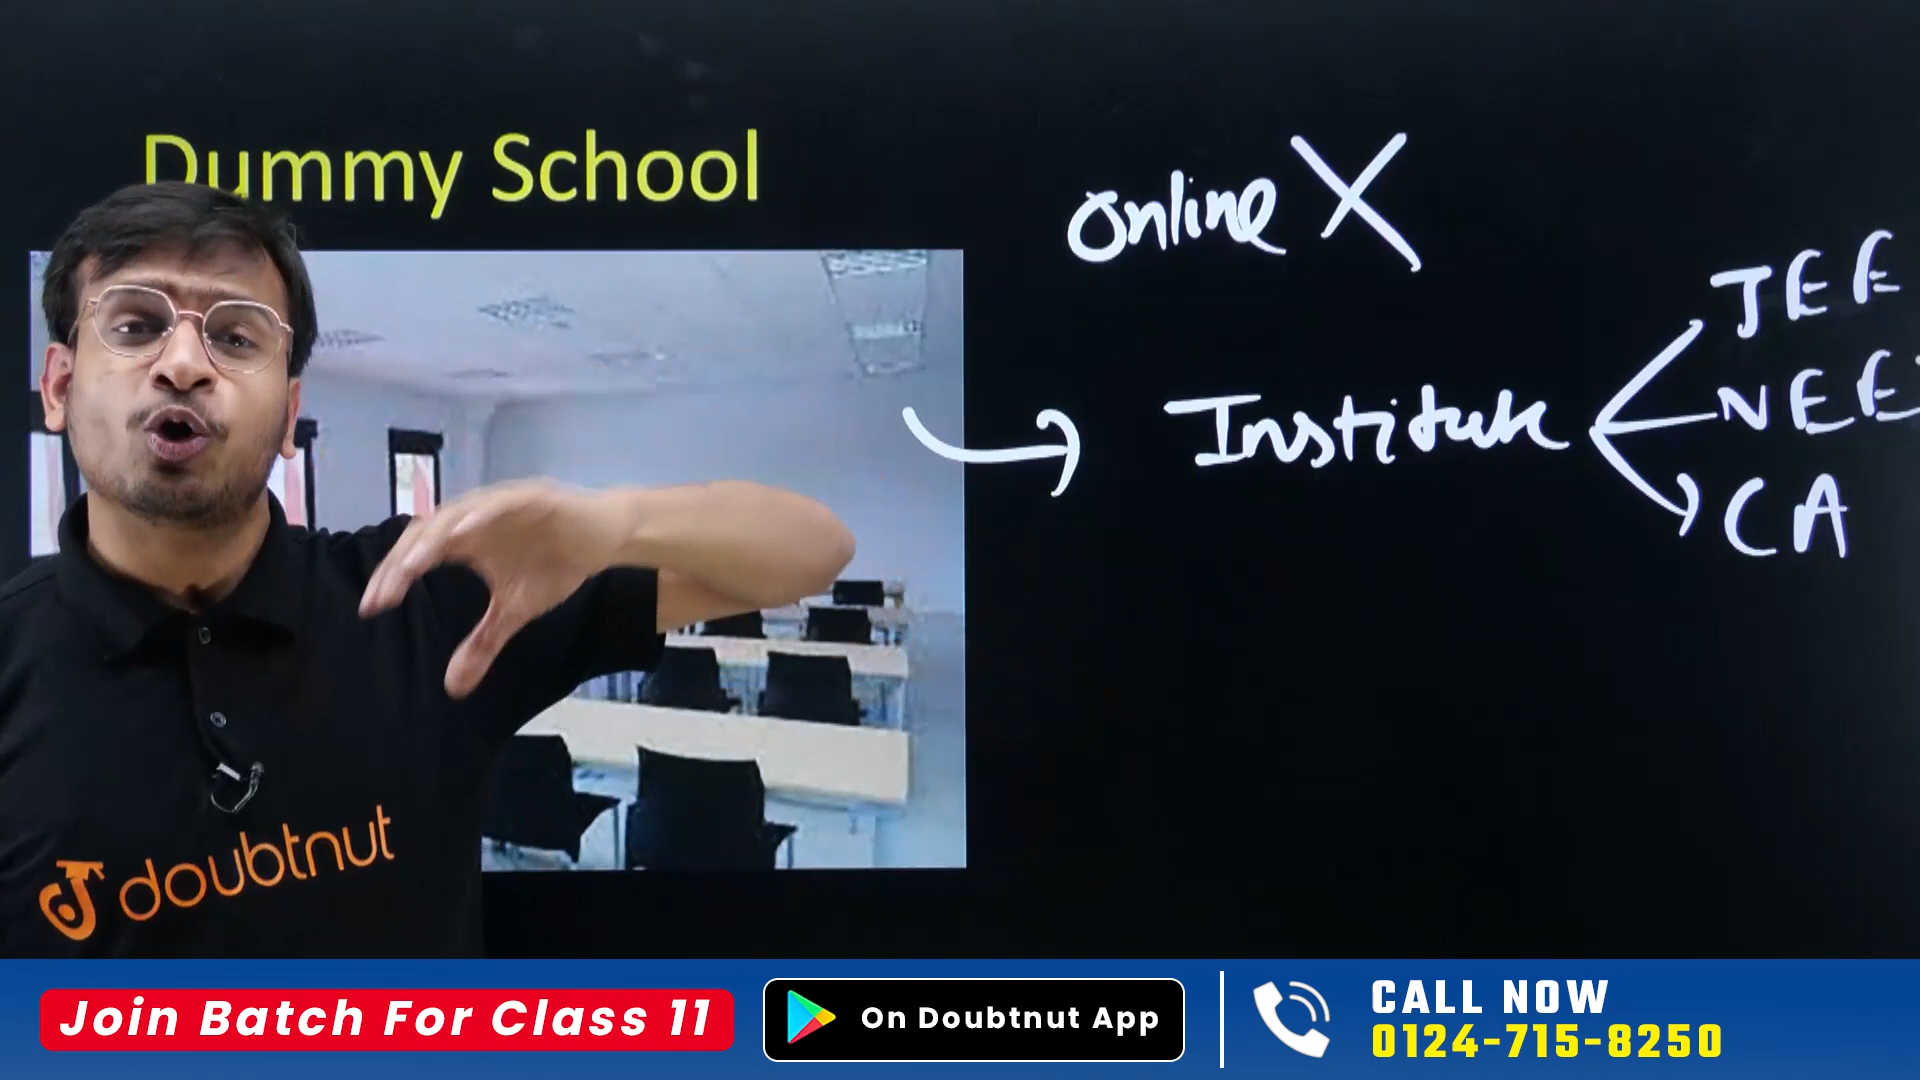 Dummy School
Online X
JEE
Institute
NEE
CA
doubtnut
Join Batch For Class 11
On Doubtnut App
CALL NOW
0124-715-8250